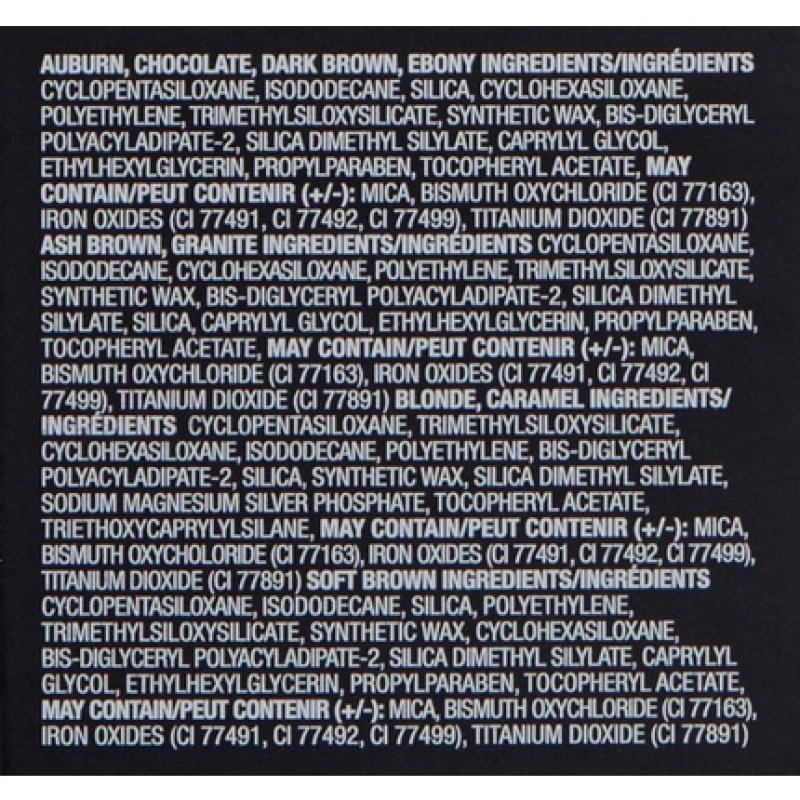 AUBURN, CHOCOLATE, DARK BROWN, EBONY INGREDIENTS/INGRÉDIENTS
CYCLOPENTASILOXANE, ISODODECANE, SILICA, CYCLOHEXASILOXANE,
POLYETHYLENE, TRIMETHYLSILOXYSILICATE, SYNTHETIC WAX, BIS-DIGLYCERYL
POLYACYLADIPATE-2, SILICA DIMETHYL SILYLATE, CAPRYLYL GLYCOL,
ETHYLHEXYLGLYCERIN, PROPYLPARABEN, TOCOPHERYL ACETATE, MAY
CONTAIN/PEUT CONTENIR (+/-): MICA, BISMUTH OXYCHLORIDE (CI 77163),
IRON OXIDES (CI 77491, CI 77492, CI 77499), TITANIUM DIOXIDE (CI 77891)
ASH BROWN, GRANITE INGREDIENTS/INGRÉDIENTS CYCLOPENTASILOXANE,
ISODODECANE, CYCLOHEXASILOXANE, POLYETHYLENE, TRIMETHYLSILOXYSILICATE,
SYNTHETIC WAX, BIS-DIGLYCERYL POLYACYLADIPATE-2, SILICA DIMETHYL
SILYLATE, SILICA, CAPRYLYL GLYCOL, ETHYLHEXYLGLYCERIN, PROPYLPARABEN,
TOCOPHERYL ACETATE, MAY CONTAIN/PEUT CONTENIR (+/-): MICA,
BISMUTH OXYCHLORIDE (CI 77163), IRON OXIDES (CI 77491, CI 77492, CI
77499), TITANIUM DIOXIDE (CI 77891) BLONDE, CARAMEL INGREDIENTS/
INGRÉDIENTS CYCLOPENTASILOXANE, TRIMETHYLSILOXYSILICATE,
CYCLOHEXASILOXANE, ISODODECANE, POLYETHYLENE, BIS-DIGLYCERYL
POLYACYLADIPATE-2, SILICA, SYNTHETIC WAX, SILICA DIMETHYL SILYLATE,
SODIUM MAGNESIUM SILVER PHOSPHATE, TOCOPHERYL ACETATE,
TRIETHOXYCAPRYLYLSILANE, MAY CONTAIN/PEUT CONTENIR (+/-): MICA,
BISMUTH OXYCHOLORIDE (CI 77163), IRON OXIDES (CI 77491, CI 77492, CI 77499),
TITANIUM DIOXIDE (CI 77891) SOFT BROWN INGREDIENTS/INGRÉDIENTS
CYCLOPENTASILOXANE, ISODODECANE, SILICA, POLYETHYLENE,
TRIMETHYLSILOXYSILICATE, SYNTHETIC WAX, CYCLOHEXASILOXANE,
BIS-DIGLYCERYL POLYACYLADIPATE-2, SILICA DIMETHYL SILYLATE, CAPRYLYL
GLYCOL, ETHYLHEXYLGLYCERIN, PROPYLPARABEN, TOCOPHERYL ACETATE,
MAY CONTAIN/PEUT CONTENIR (+/-): MICA, BISMUTH OXYCHLORIDE (CI 77163),
IRON OXIDES (CI 77491, CI 77492, CI 77499), TITANIUM DIOXIDE (CI 77891)